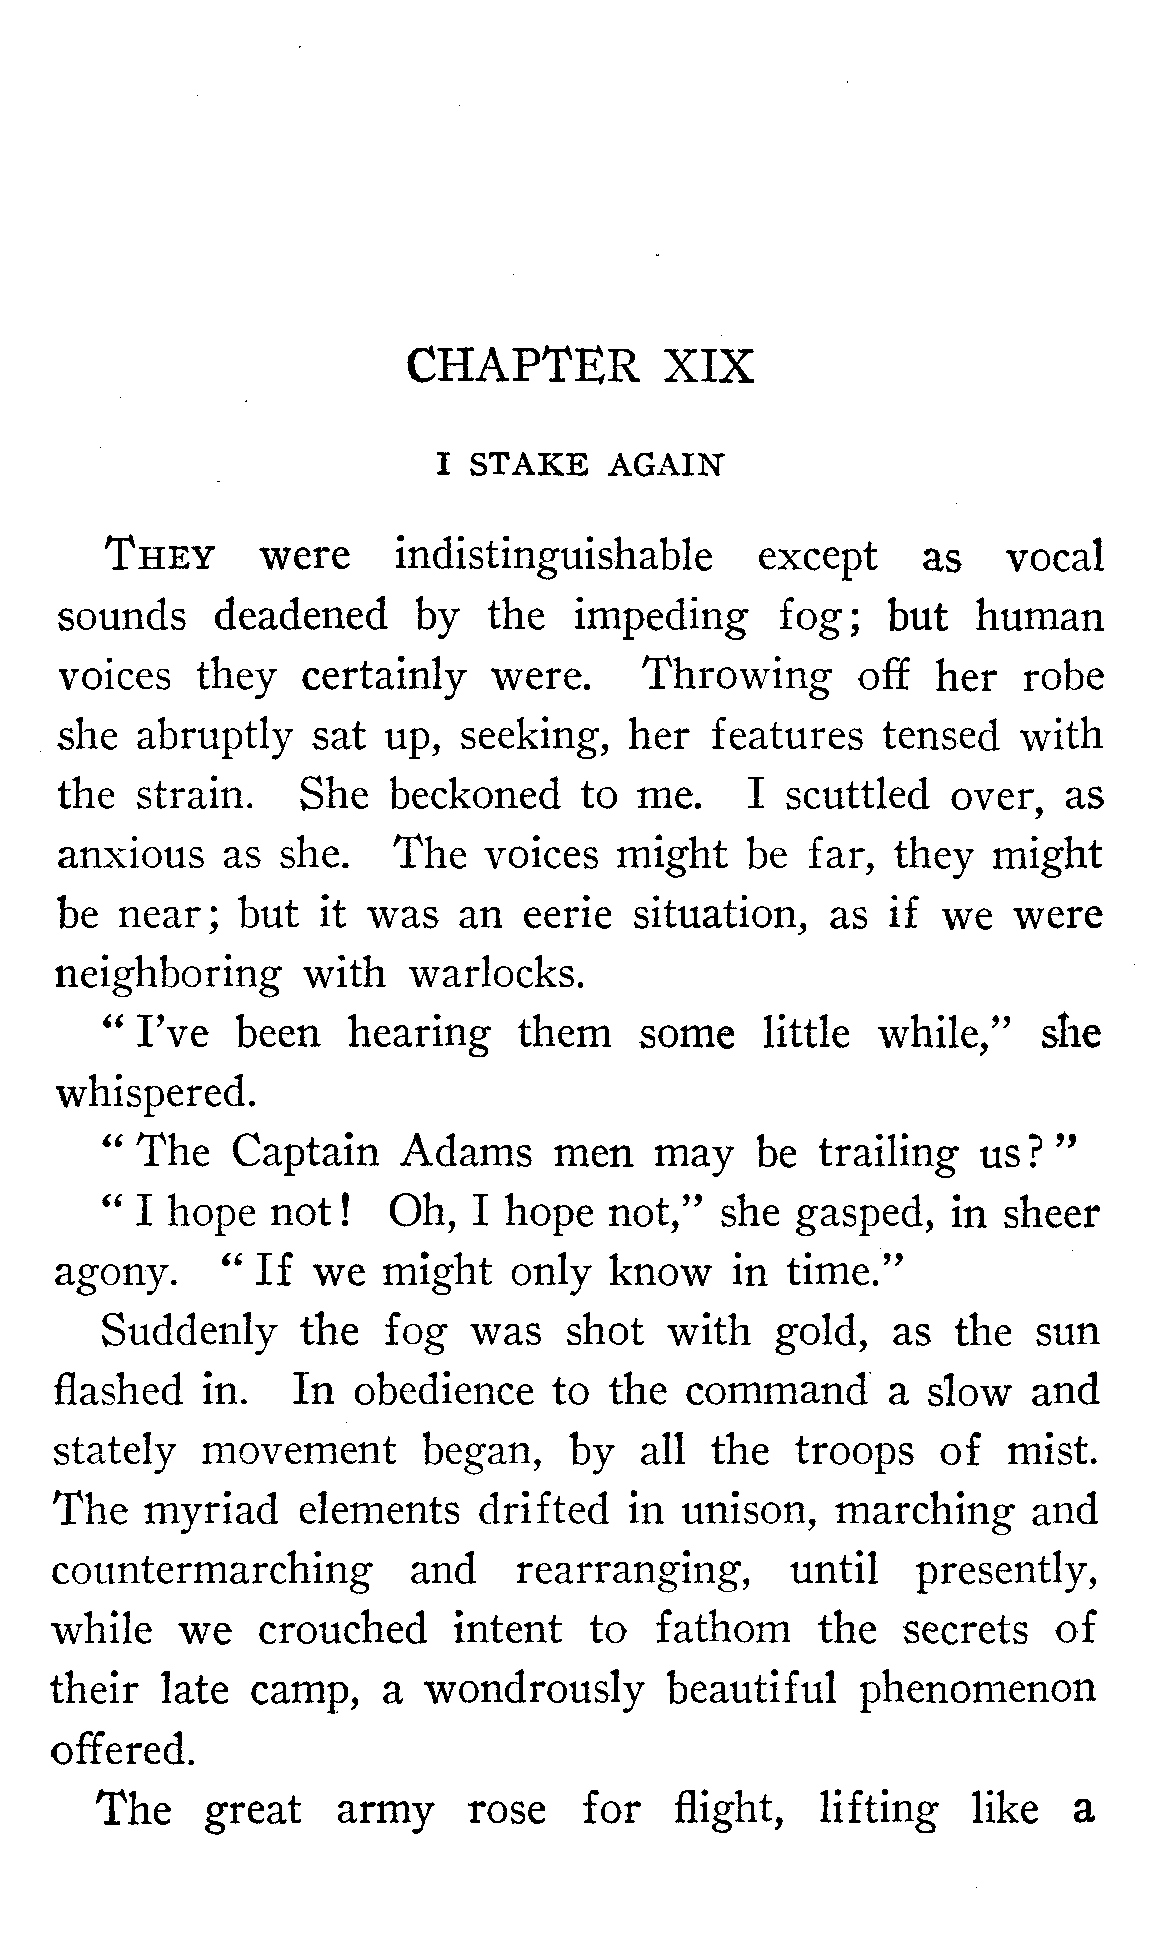 CHAPTER XIX
I STAKE AGAIN
THEY were indistinguishable except as vocal
sounds deadened by the impeding fog; but human
voices they certainly were. Throwing off her robe
she abruptly sat up, seeking, her features tensed with
the strain. She beckoned to me. I scuttled over, as
anxious as she. The voices might be far, they might
be near; but it was an eerie situation, as if we were
neighboring with warlocks.
“ I’ve been hearing them some little while,” she
whispered.
“ The Captain Adams men may be trailing us? ”
“ I hope not! Oh, I hope not,” she gasped, in sheer
agony. “ If we might only know in time.”
Suddenly the fog was shot with gold, as the sun
flashed in. In obedience to the command a slow and
stately movement began, by all the troops of mist.
The myriad elements drifted in unison, marching and
countermarching and rearranging, until presently,
while we crouched intent to fathom the secrets of
their late camp, a wondrously beautiful phenomenon
offered.
The great army rose for flight, lifting like a